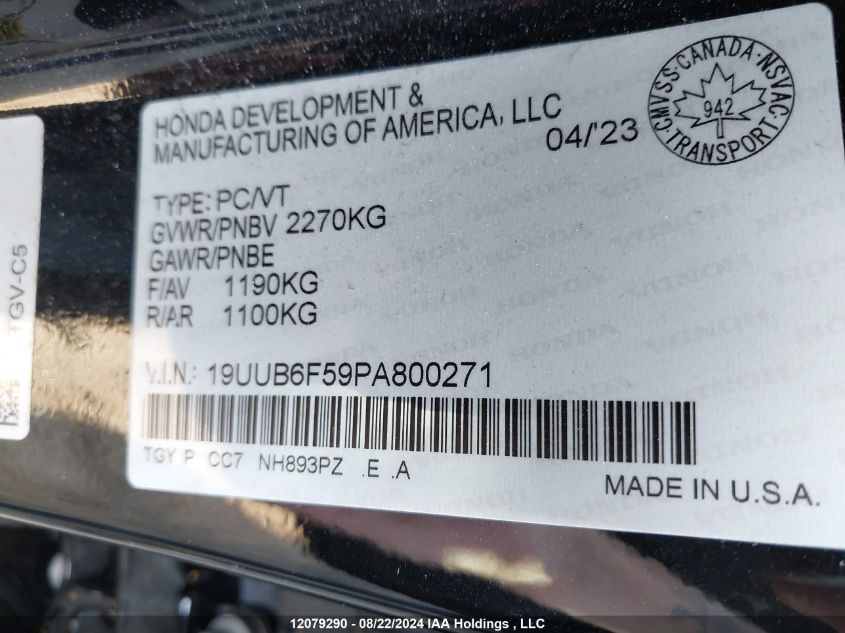 HONDA DEVELOPMENT &
MANUFACTURING OF AMERICA, LLC
04/'23
CMVSS·CANADA·NSVAC
942
TRANSPORT
TYPE: PC/VT
GVWR/PNBV 2270KG
GAWR/PNBE
F/AV 1190KG
R/AR 1100KG
V.I.N.: 19UUB6F59PA800271
TGY P CC7 NH893PZ .E .A
MADE IN U.S.A.
TGV-C5
12079290 - 08/22/2024 IAA Holdings , LLC